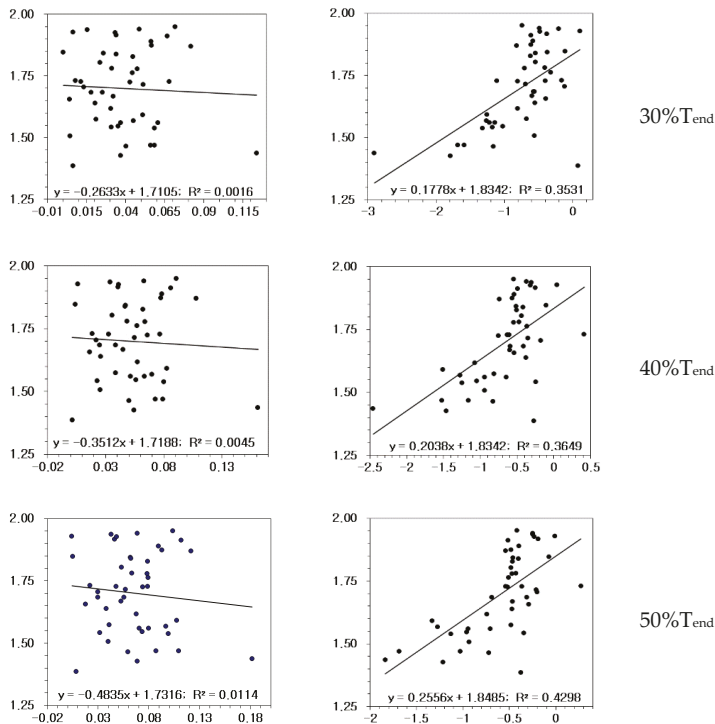 2.00
1.75
1.50
1.25
y = −0.2633x + 1.7105; R² = 0.0016
−0.01 0.015 0.04 0.065 0.09 0.115
2.00
1.75
1.50
1.25
y = 0.1778x + 1.8342; R² = 0.3531
−3 −2 −1 0
30%Tend
2.00
1.75
1.50
1.25
y = −0.3512x + 1.7188; R² = 0.0045
−0.02 0.03 0.08 0.13
2.00
1.75
1.50
1.25
y = 0.2038x + 1.8342; R² = 0.3649
−2.5 −2 −1.5 −1 −0.5 0 0.5
40%Tend
2.00
1.75
1.50
1.25
y = −0.4835x + 1.7316; R² = 0.0114
−0.02 0.03 0.08 0.13 0.18
2.00
1.75
1.50
1.25
y = 0.2556x + 1.8485; R² = 0.4298
−2 −1.5 −1 −0.5 0
50%Tend